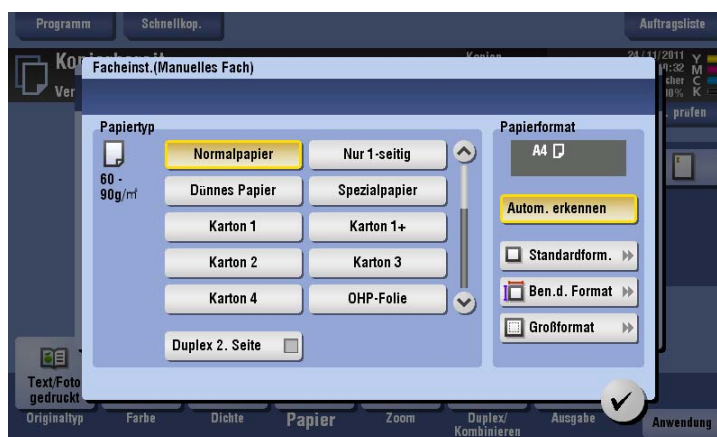 Programm
Schnellkop.
Auftragsliste
Kopien
24/11/2011
Y
M
C
K
Ver
prüfen
Facheinst.(Manuelles Fach)
Papiertyp
60 -
90g/㎡
Normalpapier
Nur 1-seitig
Dünnes Papier
Spezialpapier
Karton 1
Karton 1+
Karton 2
Karton 3
Karton 4
OHP-Folie
Duplex 2. Seite
Papierformat
A4
Autom. erkennen
Standardform.
Ben.d. Format
Großformat
Text/Foto
gedruckt
Originaltyp
Farbe
Dichte
Papier
Zoom
Duplex/
Kombinieren
Ausgabe
Anwendung